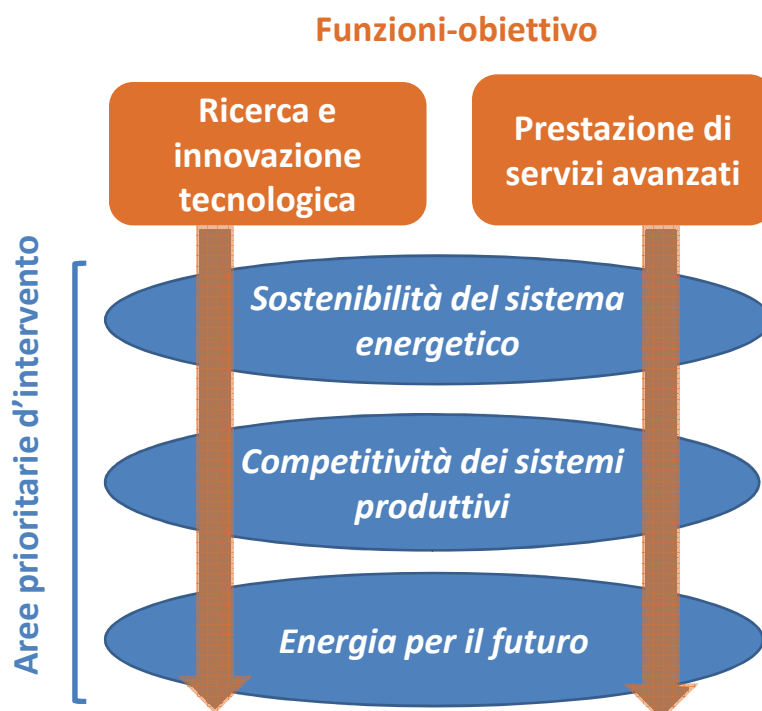 Funzioni-obiettivo
Ricerca e
innovazione
tecnologica
Prestazione di
servizi avanzati
Aree prioritarie d'intervento
Sostenibilità del sistema
energetico
Competitività dei sistemi
produttivi
Energia per il futuro